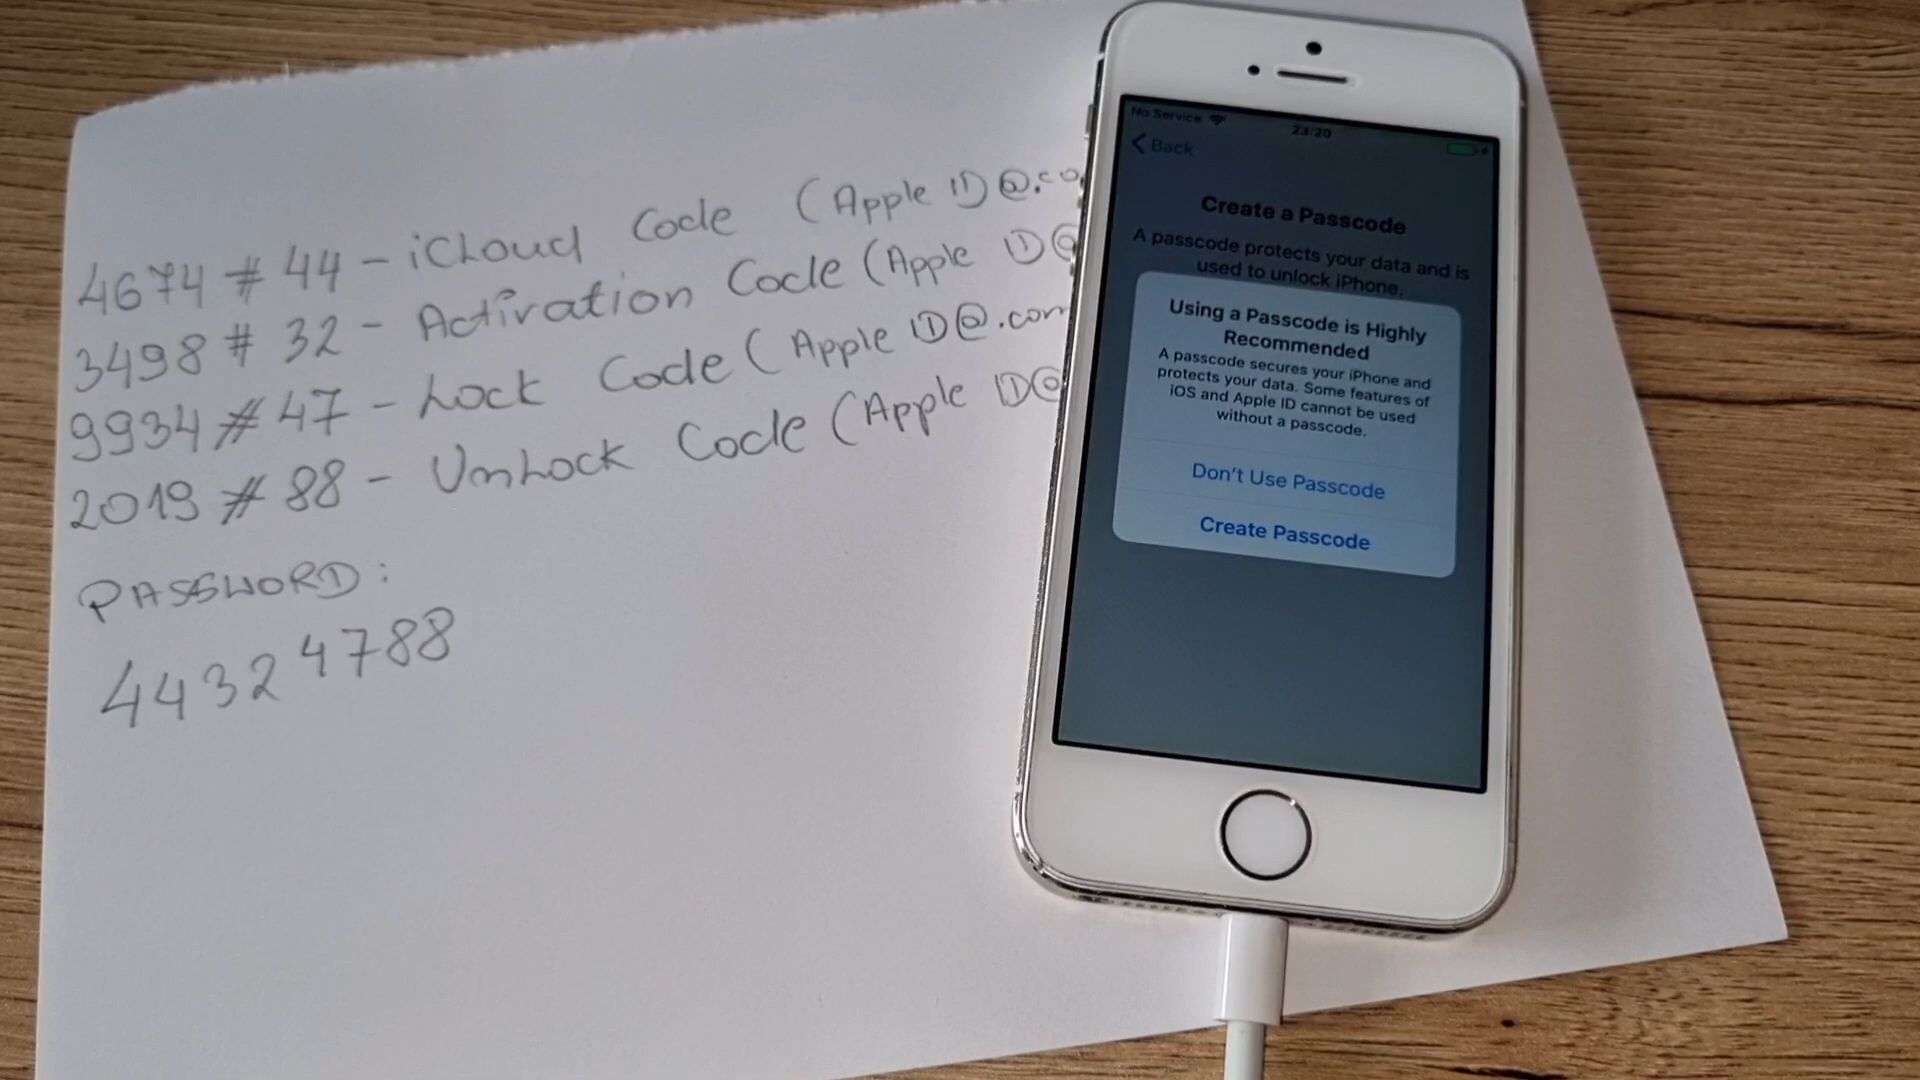 4674 # 44 - iCloud Code (Apple ID@.co
3498 # 32 - Activation Code (Apple ID@
9934 # 47 - Lock Code (Apple ID@.com
2019 # 88 - Unlock Code (Apple ID@
PASSWORD:
44324788
No Service
23:20
Back
Create a Passcode
A passcode protects your data and is
used to unlock iPhone.
Using a Passcode is Highly
Recommended
A passcode secures your iPhone and
protects your data. Some features of
iOS and Apple ID cannot be used
without a passcode.
Don't Use Passcode
Create Passcode